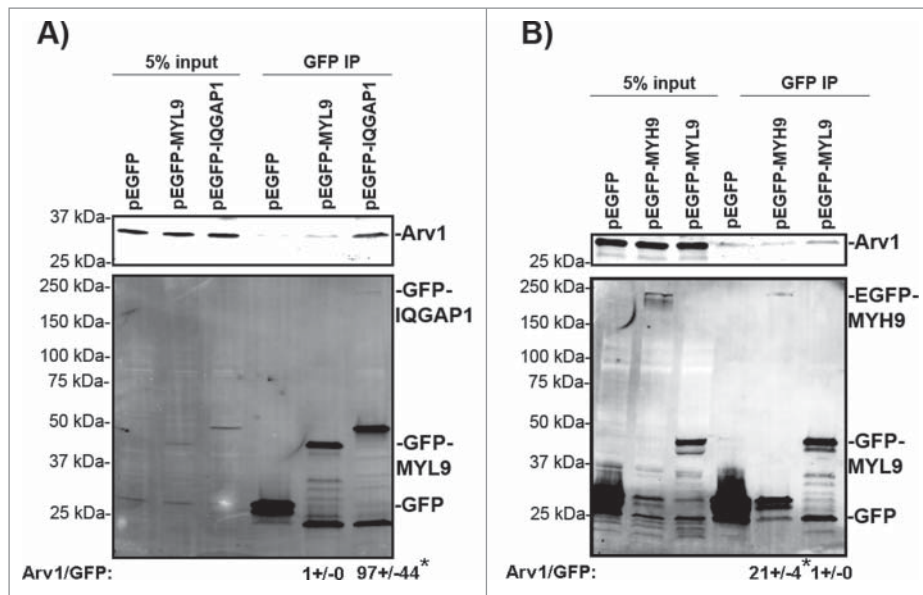 A)
5% input
GFP IP
pEGFP
pEGFP-MYL9
pEGFP-IQGAP1
pEGFP
pEGFP-MYL9
pEGFP-IQGAP1
37 kDa-
-Arv1
25 kDa-
250 kDa-
-GFP-
IQGAP1
150 kDa-
100 kDa-
75 kDa-
50 kDa-
-GFP-
MYL9
37 kDa-
-GFP
25 kDa-
Arv1/GFP:
1+/-0
97+/-44*
B)
5% input
GFP IP
pEGFP
pEGFP-MYH9
pEGFP-MYL9
pEGFP
pEGFP-MYH9
pEGFP-MYL9
-Arv1
25 kDa-
250 kDa-
-EGFP-
MYH9
150 kDa-
100 kDa-
75 kDa-
50 kDa-
-GFP-
MYL9
37 kDa-
-GFP
25 kDa-
Arv1/GFP:
21+/-4*
1+/-0